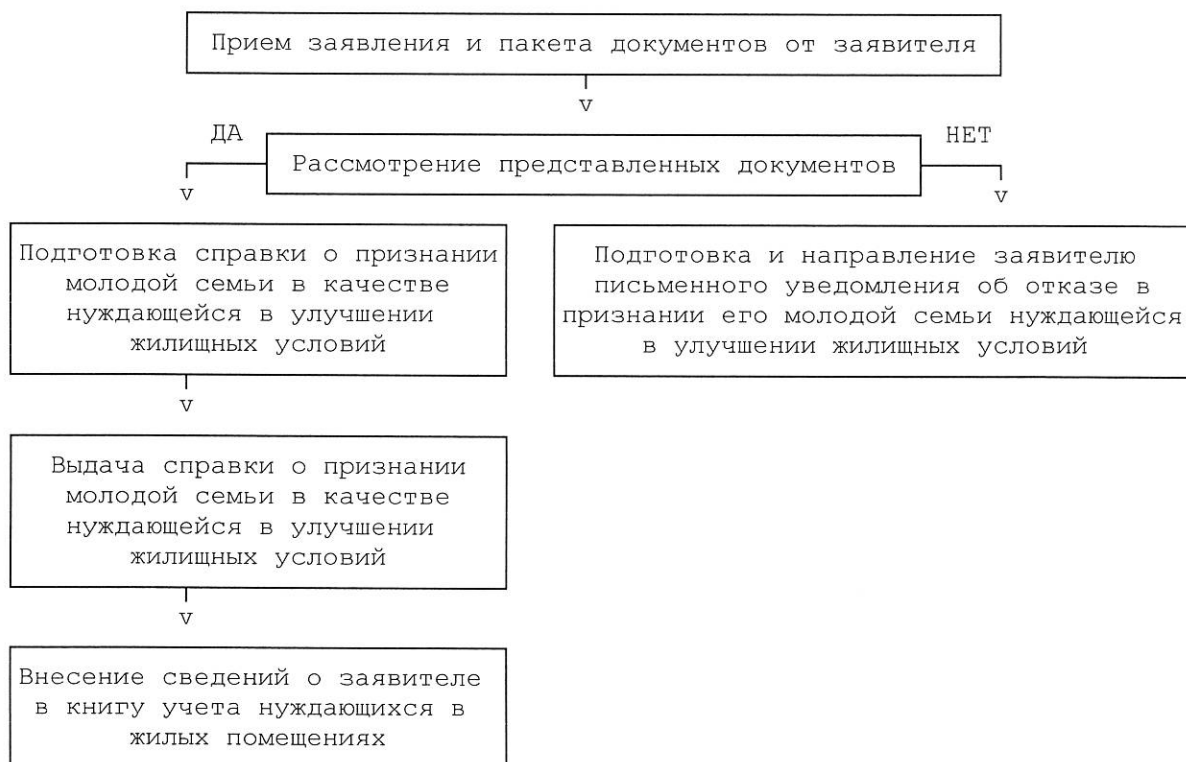 Прием заявления и пакета документов от заявителя
v
ДА
НЕТ
Рассмотрение представленных документов
v
v
Подготовка справки о признании
молодой семьи в качестве
нуждающейся в улучшении
жилищных условий
Подготовка и направление заявителю
письменного уведомления об отказе в
признании его молодой семьи нуждающейся
в улучшении жилищных условий
v
Выдача справки о признании
молодой семьи в качестве
нуждающейся в улучшении
жилищных условий
v
Внесение сведений о заявителе
в книгу учета нуждающихся в
жилых помещениях